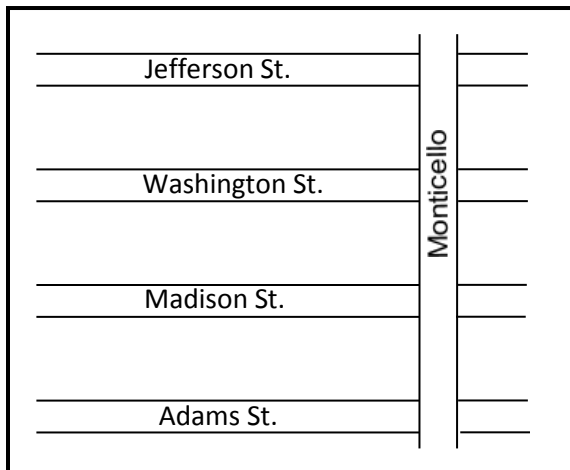 Jefferson St.
Washington St.
Monticello
Madison St.
Adams St.